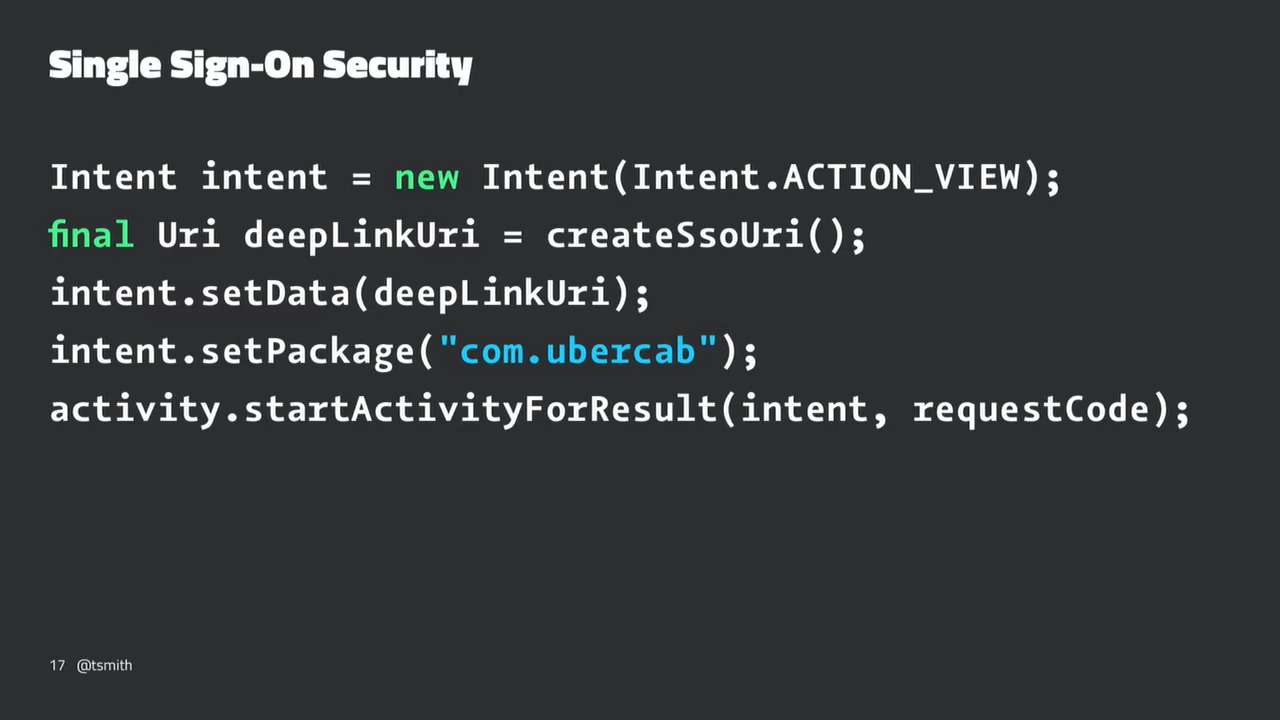 Single Sign-On Security
Intent intent = new Intent(Intent.ACTION_VIEW);
final Uri deepLinkUri = createSsoUri();
intent.setData(deepLinkUri);
intent.setPackage("com.ubercab");
activity.startActivityForResult(intent, requestCode);
17 @tsmith